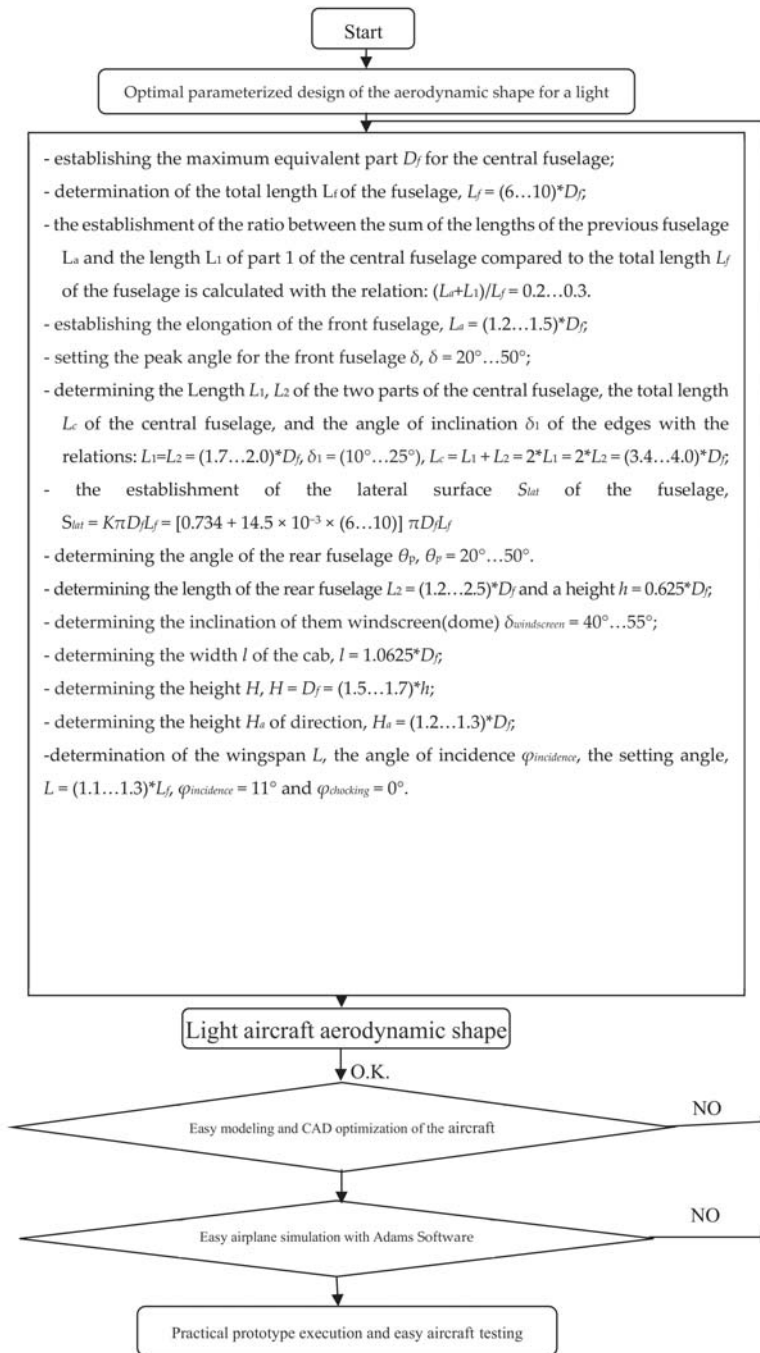 Start
Optimal parameterized design of the aerodynamic shape for a light
- establishing the maximum equivalent part Df for the central fuselage;
- determination of the total length Lf of the fuselage, Lf = (6…10)*Df;
- the establishment of the ratio between the sum of the lengths of the previous fuselage
La and the length L1 of part 1 of the central fuselage compared to the total length Lf
of the fuselage is calculated with the relation: (La+L1)/Lf = 0.2…0.3.
- establishing the elongation of the front fuselage, La = (1.2…1.5)*Df;
- setting the peak angle for the front fuselage δ, δ = 20°…50°;
- determining the Length L1, L2 of the two parts of the central fuselage, the total length
Lc of the central fuselage, and the angle of inclination δ1 of the edges with the
relations: L1=L2 = (1.7…2.0)*Df, δ1 = (10°…25°), Lc = L1 + L2 = 2*L1 = 2*L2 = (3.4…4.0)*Df;
- the establishment of the lateral surface Slat of the fuselage,
Slat = KπDfLf = [0.734 + 14.5 × 10⁻³ × (6…10)] πDfLf
- determining the angle of the rear fuselage θp, θp = 20°…50°.
- determining the length of the rear fuselage L2 = (1.2…2.5)*Df and a height h = 0.625*Df;
- determining the inclination of them windscreen(dome) δwindscreen = 40°…55°;
- determining the width l of the cab, l = 1.0625*Df;
- determining the height H, H = Df = (1.5…1.7)*h;
- determining the height Ha of direction, Ha = (1.2…1.3)*Df;
-determination of the wingspan L, the angle of incidence φincidence, the setting angle,
L = (1.1…1.3)*Lf, φincidence = 11° and φchocking = 0°.
Light aircraft aerodynamic shape
O.K.
Easy modeling and CAD optimization of the aircraft
NO
Easy airplane simulation with Adams Software
NO
Practical prototype execution and easy aircraft testing